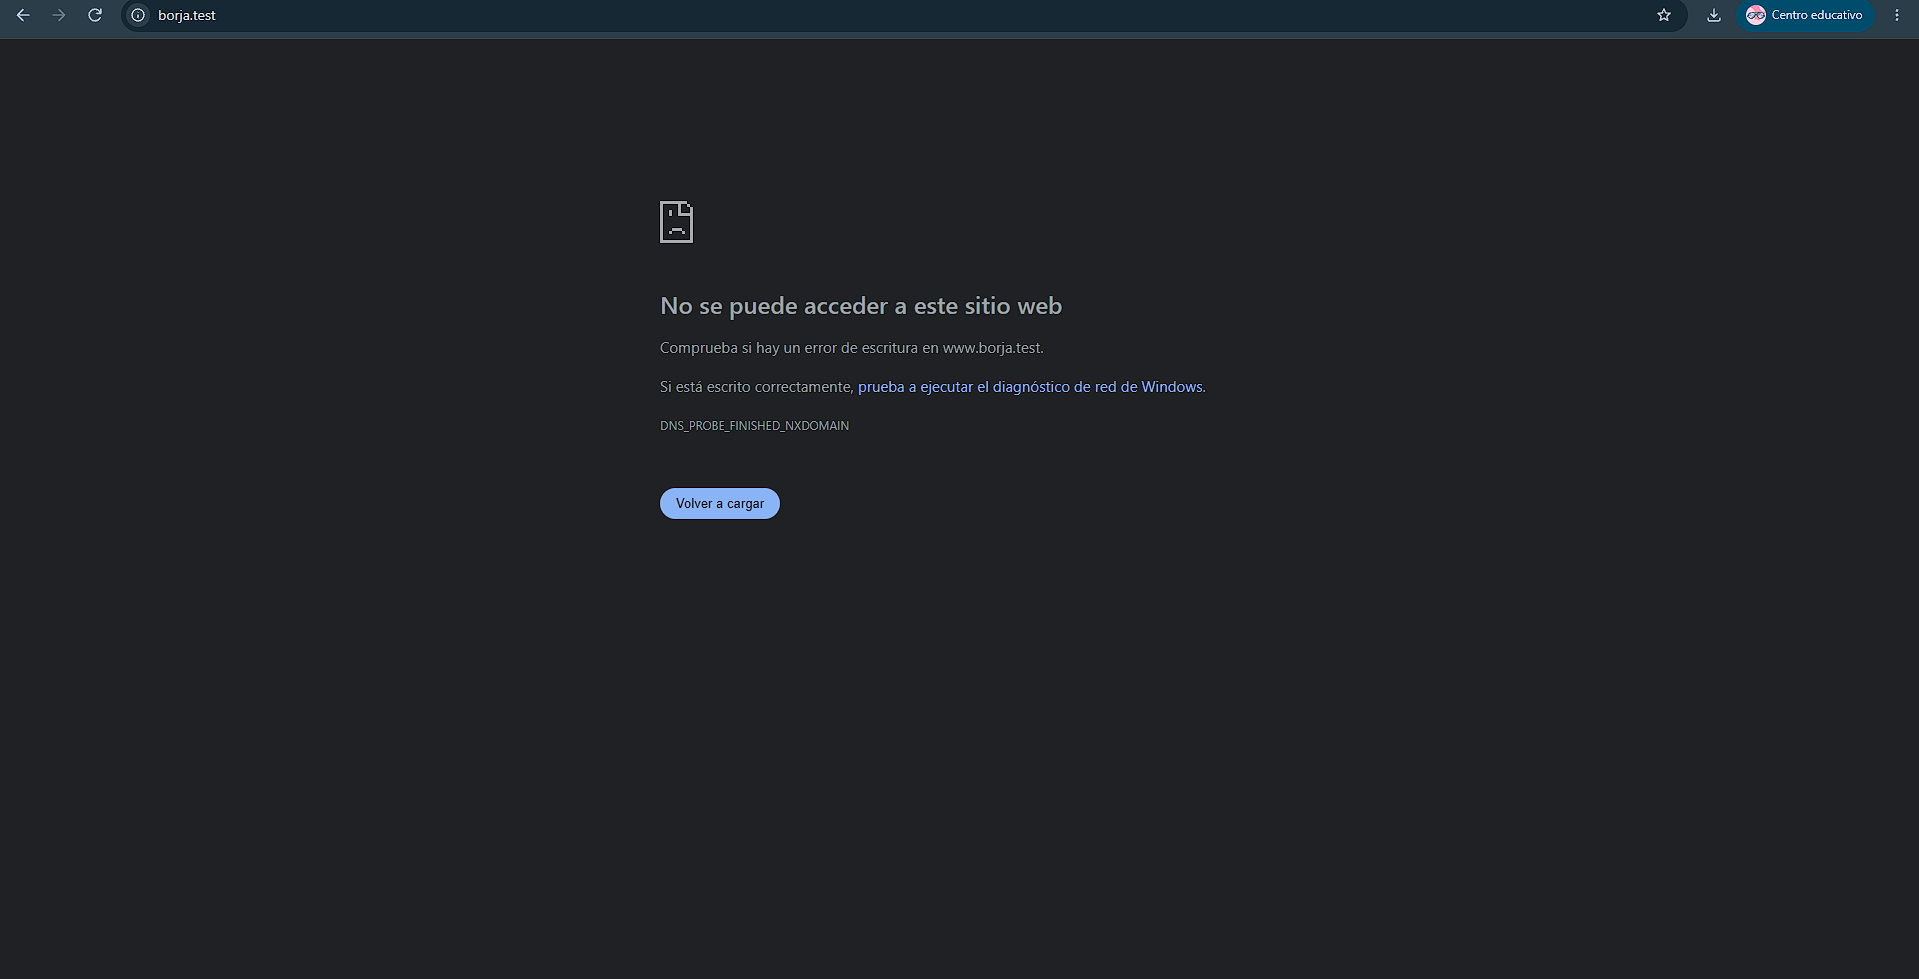 borja.test
Centro educativo
No se puede acceder a este sitio web
Comprueba si hay un error de escritura en www.borja.test.
Si está escrito correctamente, prueba a ejecutar el diagnóstico de red de Windows.
DNS_PROBE_FINISHED_NXDOMAIN
Volver a cargar